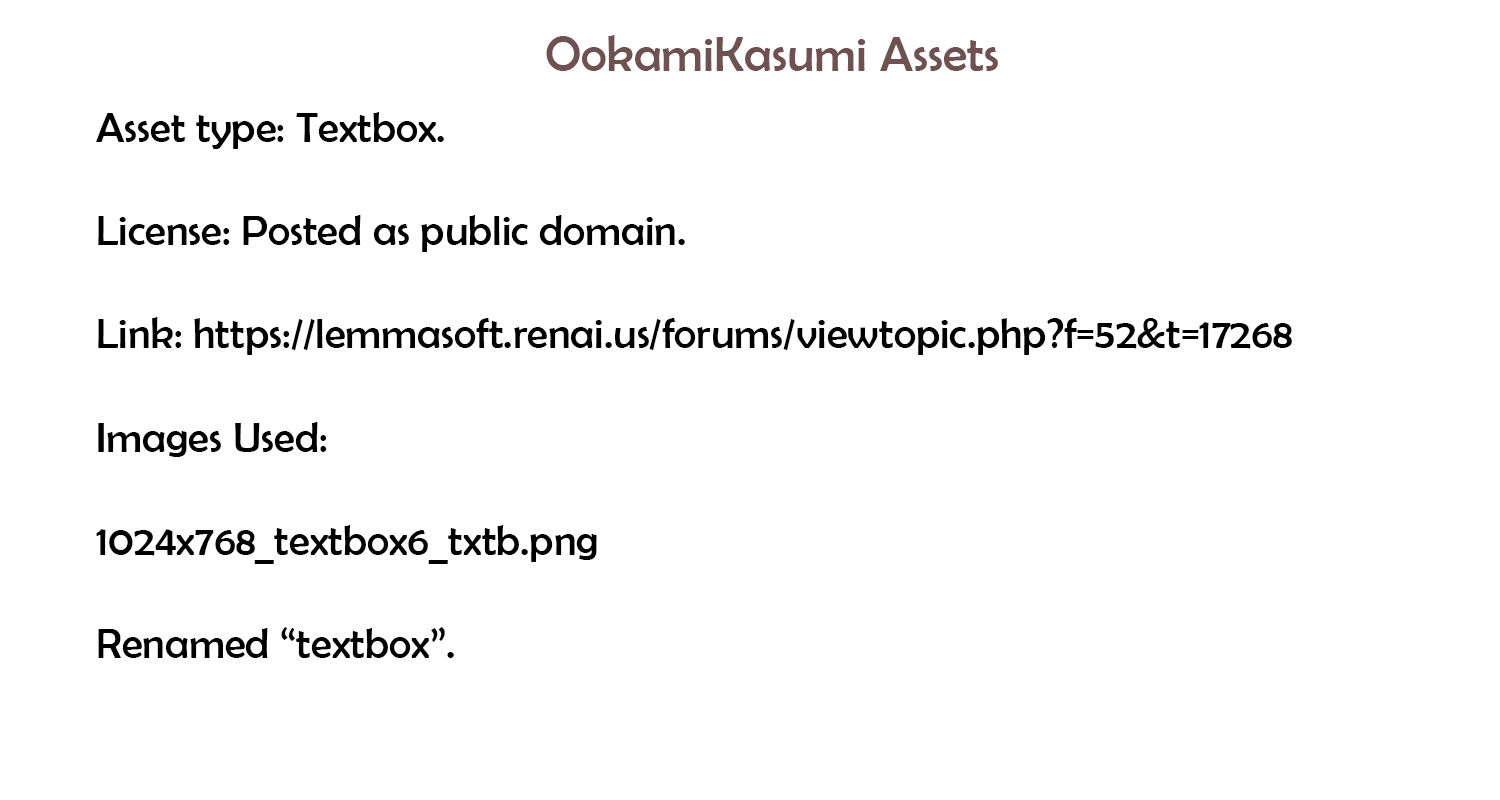 OokamiKasumi Assets
Asset type: Textbox.
License: Posted as public domain.
Link: https://lemmasoft.renai.us/forums/viewtopic.php?f=52&t=17268
Images Used:
1024x768_textbox6_txtb.png
Renamed “textbox”.